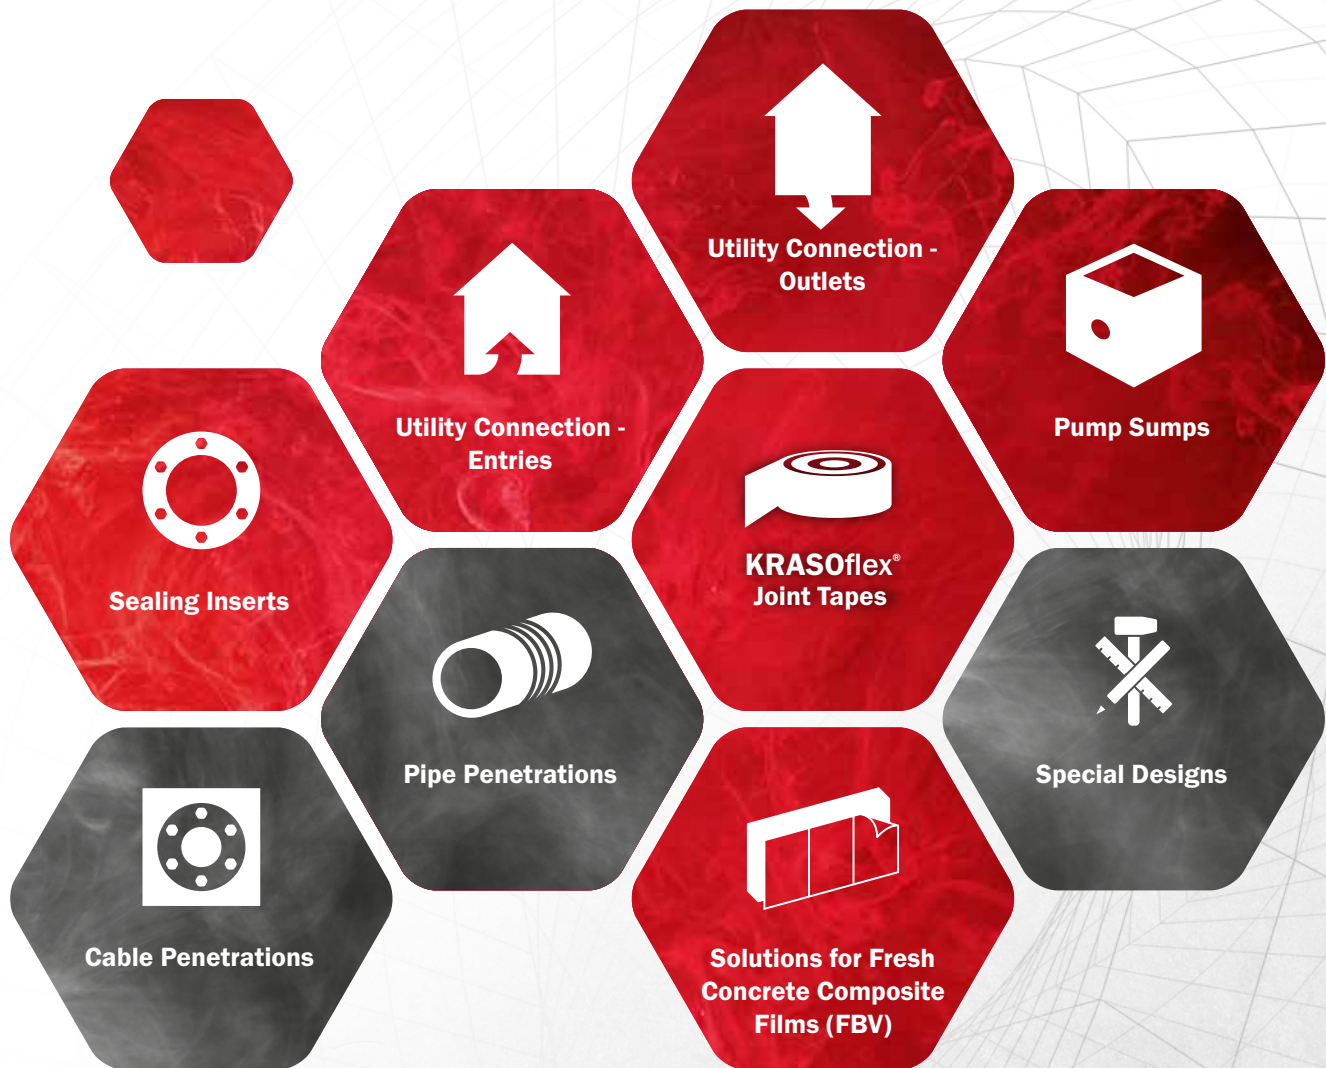 Utility Connection -
Outlets
Utility Connection -
Entries
Pump Sumps
Sealing Inserts
KRASOflex®
Joint Tapes
Pipe Penetrations
Special Designs
Cable Penetrations
Solutions for Fresh
Concrete Composite
Films (FBV)